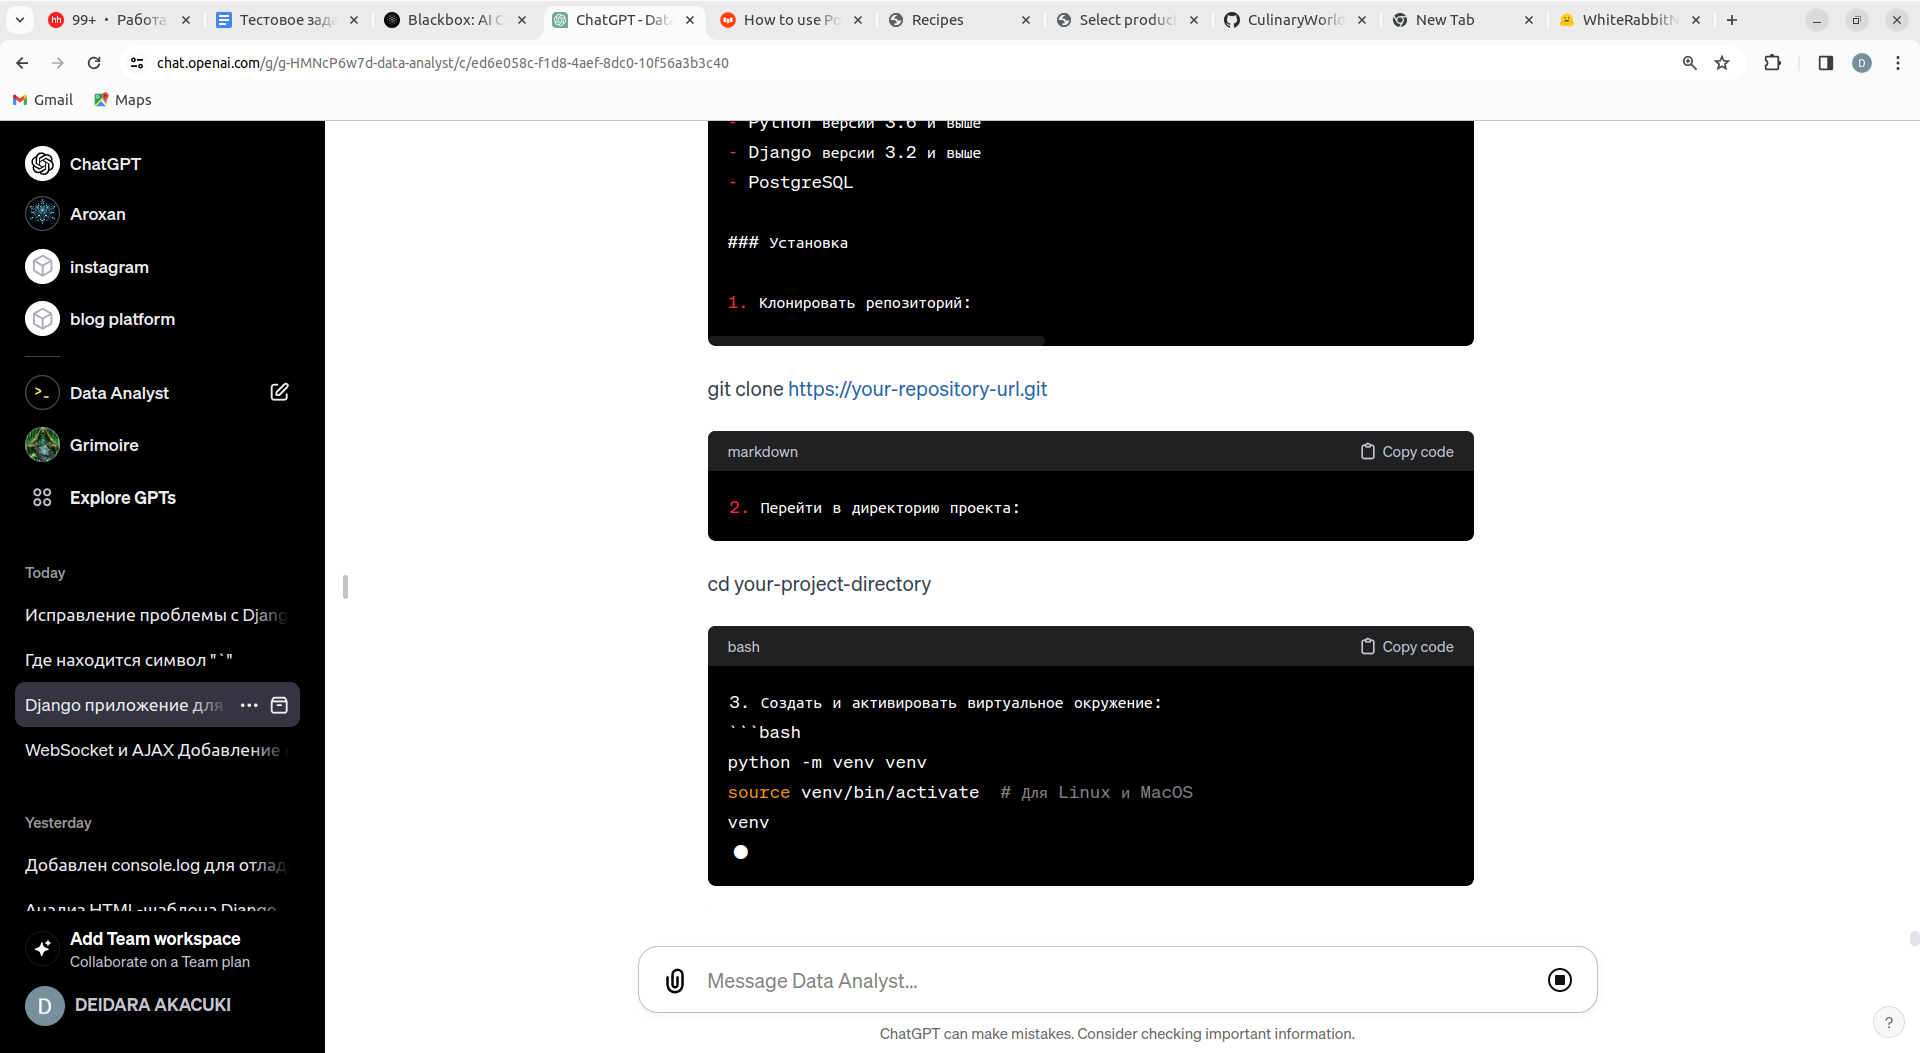 99+ • Работа
Тестовое зада
Blackbox: AI C
ChatGPT - Data
How to use Po
Recipes
Select produc
CulinaryWorld
New Tab
WhiteRabbitN
chat.openai.com/g/g-HMNcP6w7d-data-analyst/c/ed6e058c-f1d8-4aef-8dc0-10f56a3b3c40
D
Gmail
Maps
ChatGPT
Aroxan
instagram
blog platform
Data Analyst
Grimoire
Explore GPTs
Today
Исправление проблемы с Djang
Где находится символ "`"
Django приложение для
WebSocket и AJAX Добавление
Yesterday
Добавлен console.log для отлад
Анализ HTML-шаблона Django
Add Team workspace
Collaborate on a Team plan
D
DEIDARA AKACUKI
- Python версии 3.6 и выше
- Django версии 3.2 и выше
- PostgreSQL
### Установка
1. Клонировать репозиторий:
git clone https://your-repository-url.git
markdown
Copy code
2. Перейти в директорию проекта:
cd your-project-directory
bash
Copy code
3. Создать и активировать виртуальное окружение:
```bash
python -m venv venv
source venv/bin/activate  # Для Linux и MacOS
venv
Message Data Analyst...
ChatGPT can make mistakes. Consider checking important information.
?